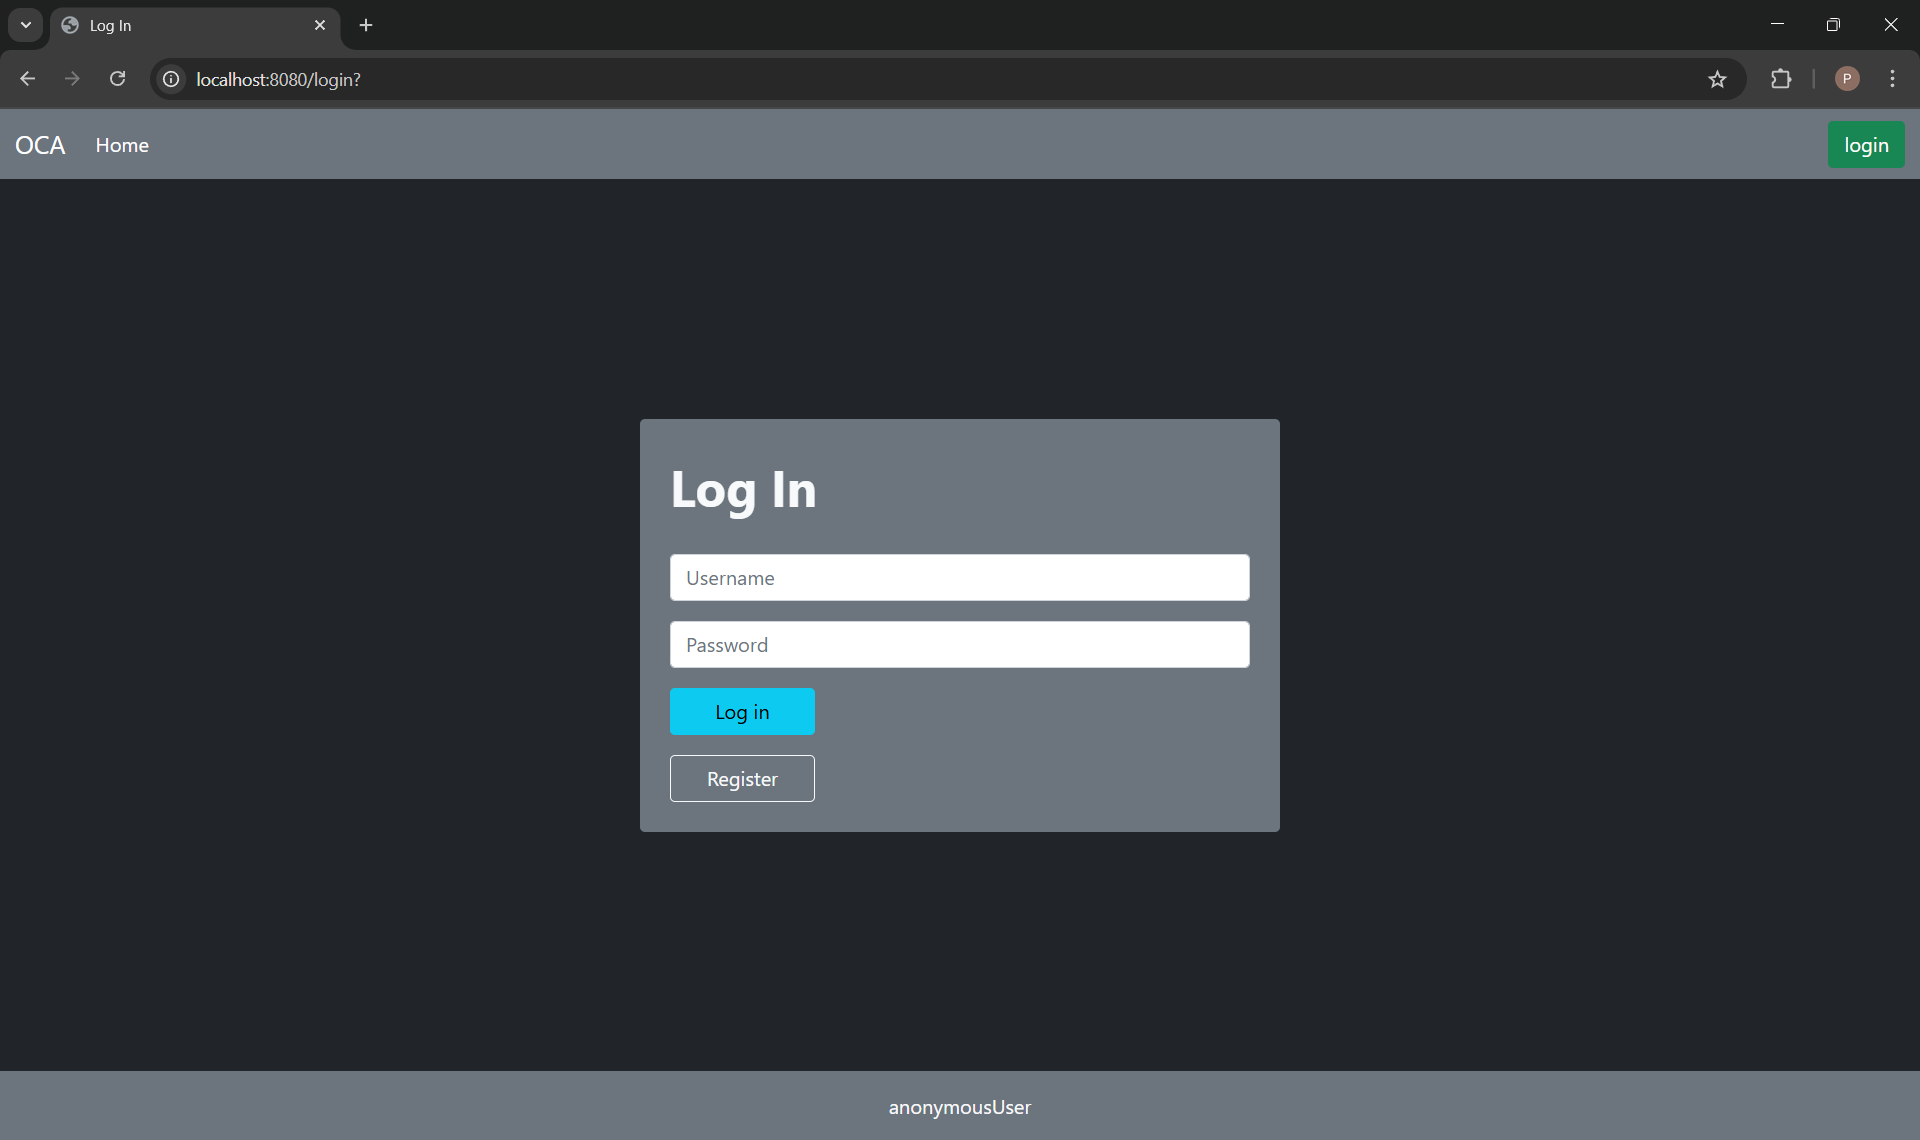 Log In
localhost:8080/login?
P
OCA Home login
Log In
Username
Password
Log in
Register
anonymousUser